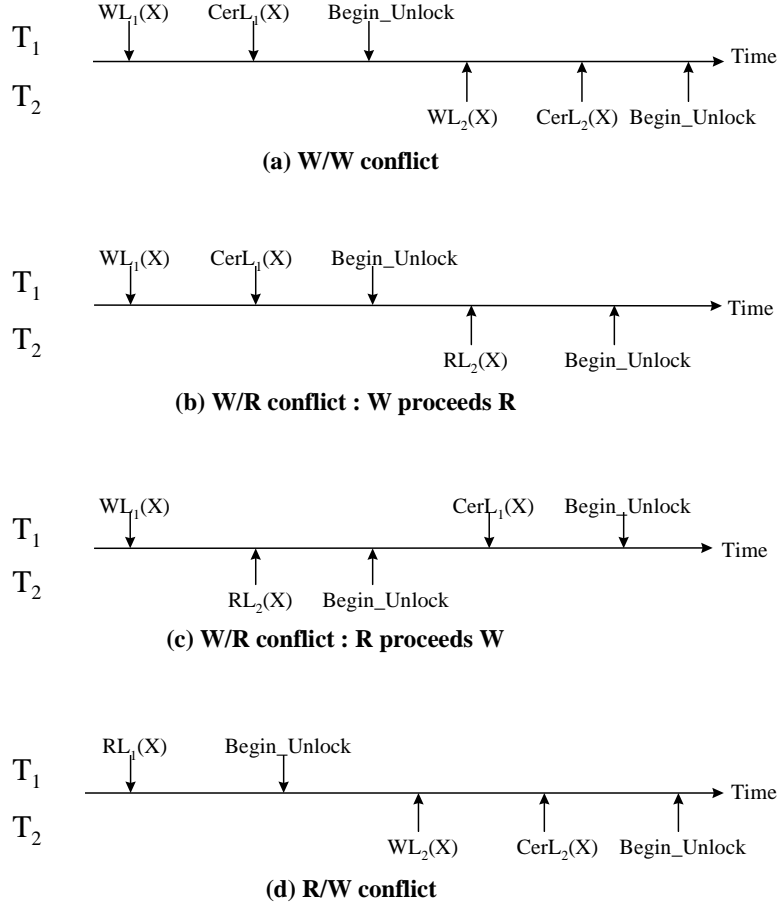 WL₁(X) CerL₁(X) Begin_Unlock
T₁
Time
T₂
WL₂(X) CerL₂(X) Begin_Unlock
(a) W/W conflict
WL₁(X) CerL₁(X) Begin_Unlock
T₁
Time
T₂
RL₂(X) Begin_Unlock
(b) W/R conflict : W proceeds R
WL₁(X) CerL₁(X) Begin_Unlock
T₁
Time
T₂
RL₂(X) Begin_Unlock
(c) W/R conflict : R proceeds W
RL₁(X) Begin_Unlock
T₁
Time
T₂
WL₂(X) CerL₂(X) Begin_Unlock
(d) R/W conflict